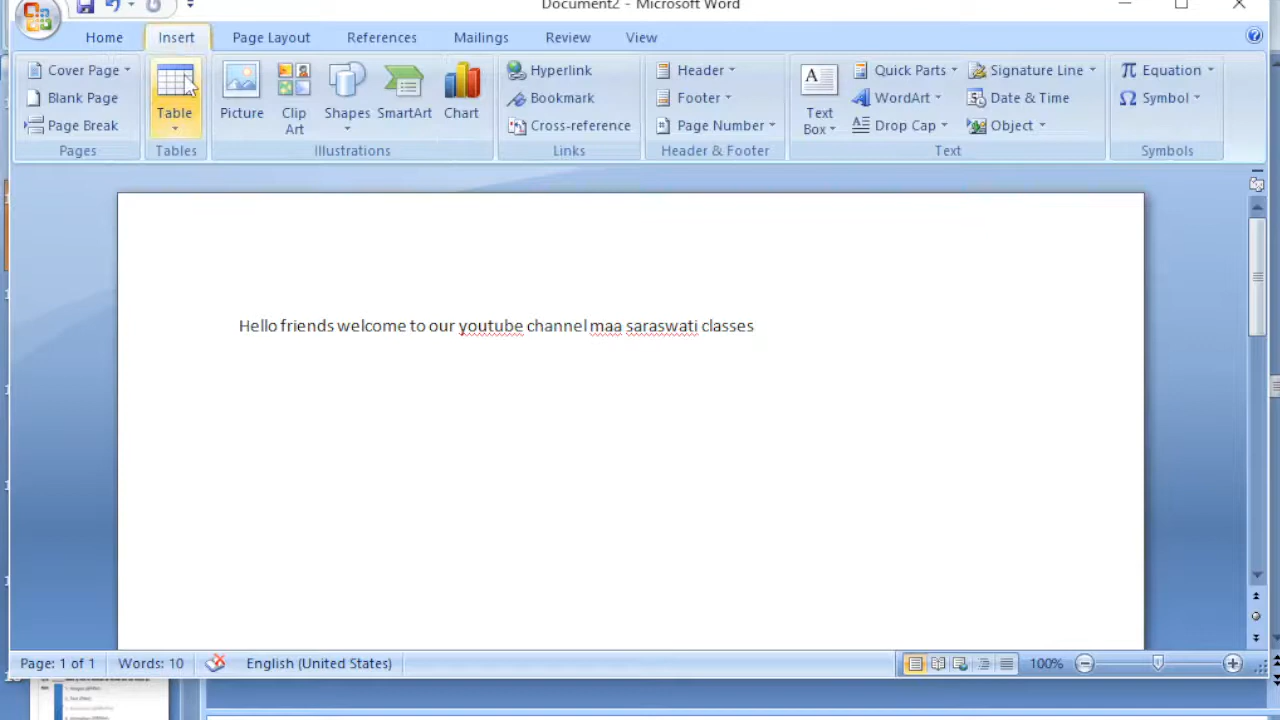 Document2 - Microsoft Word
Home Insert Page Layout References Mailings Review View
Cover Page
Blank Page
Page Break
Pages
Table
Tables
Picture
Clip Art
Shapes
SmartArt
Chart
Illustrations
Hyperlink
Bookmark
Cross-reference
Links
Header
Footer
Page Number
Header & Footer
Text Box
Quick Parts
WordArt
Drop Cap
Signature Line
Date & Time
Object
Text
Equation
Symbol
Symbols
Hello friends welcome to our youtube channel maa saraswati classes
Page: 1 of 1 Words: 10 English (United States) 100%